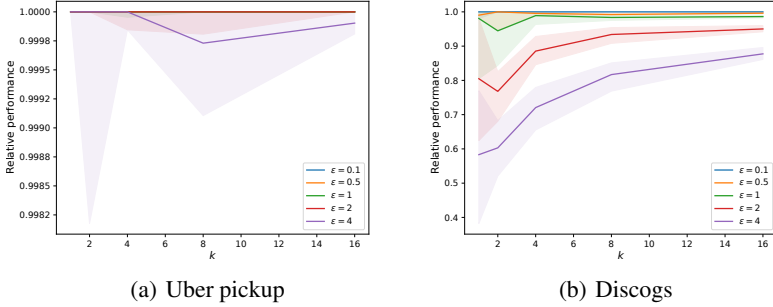 1.0000
0.9998
0.9995
0.9992
0.9990
0.9988
0.9985
0.9982
Relative performance
2 4 6 8 10 12 14 16
k
ε = 0.1
ε = 0.5
ε = 1
ε = 2
ε = 4
(a) Uber pickup
1.0
0.9
0.8
0.7
0.6
0.5
0.4
Relative performance
2 4 6 8 10 12 14 16
k
ε = 0.1
ε = 0.5
ε = 1
ε = 2
ε = 4
(b) Discogs